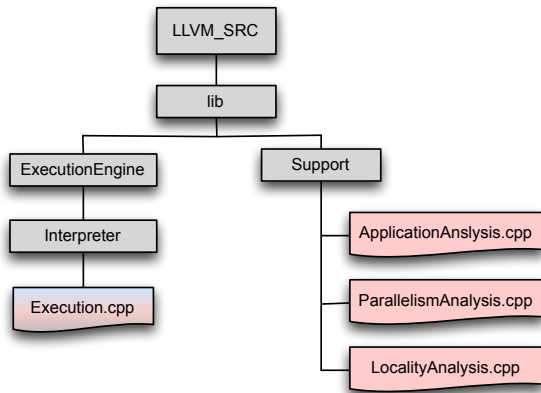 LLVM_SRC
lib
ExecutionEngine
Support
Interpreter
ApplicationAnslysis.cpp
Execution.cpp
ParallelismAnalysis.cpp
LocalityAnalysis.cpp